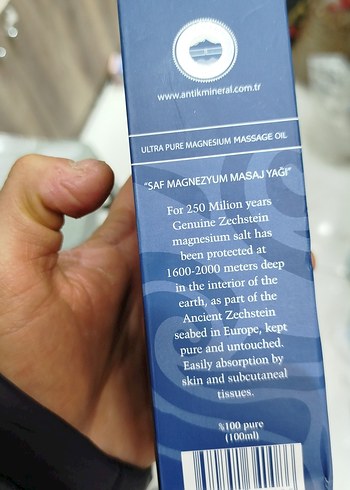 www.antikmineral.com.tr
ULTRA PURE MAGNESIUM MASSAGE OIL
"SAF MAGNEZYUM MASAJ YAĞI"
For 250 Milion years
Genuine Zechstein
magnesium salt has
been protected at
1600-2000 meters deep
in the interior of the
earth, as part of the
Ancient Zechstein
seabed in Europe, kept
pure and untouched.
Easily absorption by
skin and subcutaneal
tissues.
%100 pure
(100ml)